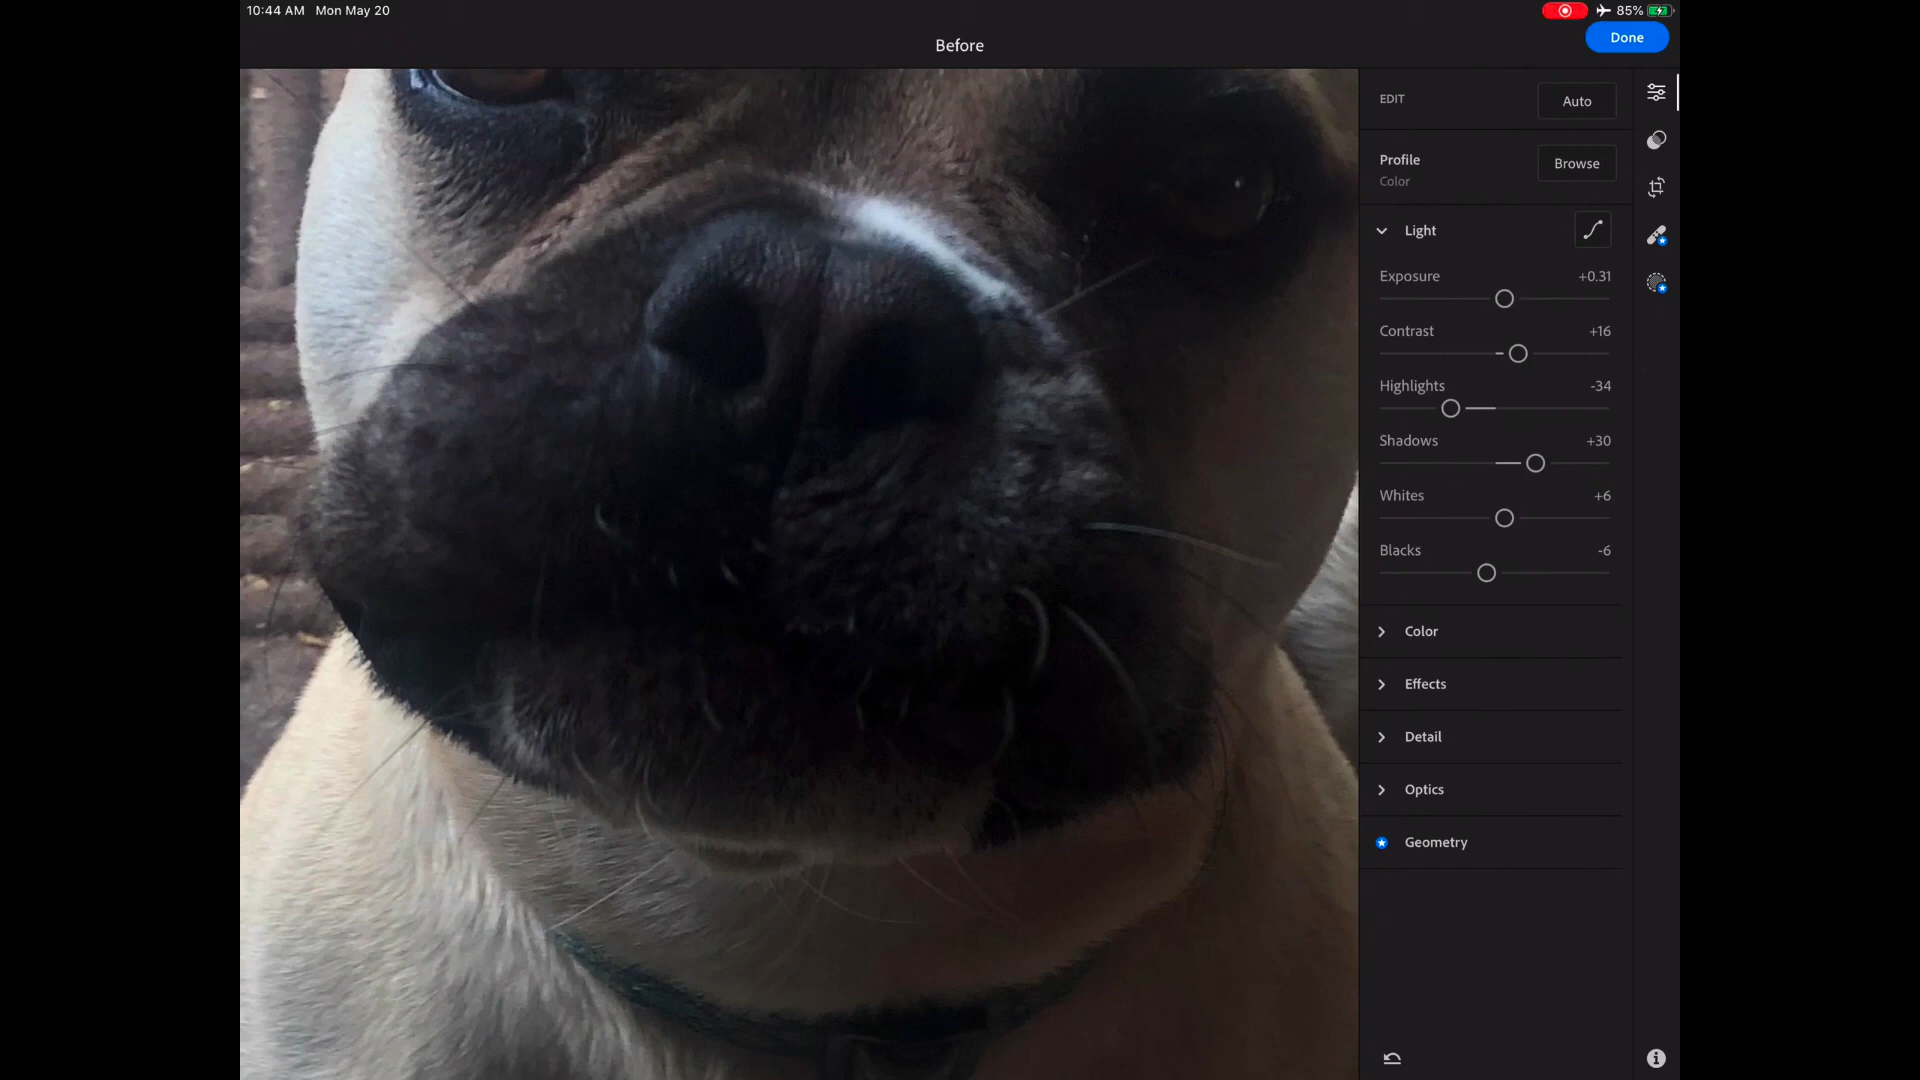 10:44 AM Mon May 20
85%
Before
Done
EDIT
Auto
Profile
Color
Browse
Light
Exposure +0.31
Contrast +16
Highlights -34
Shadows +30
Whites +6
Blacks -6
Color
Effects
Detail
Optics
Geometry